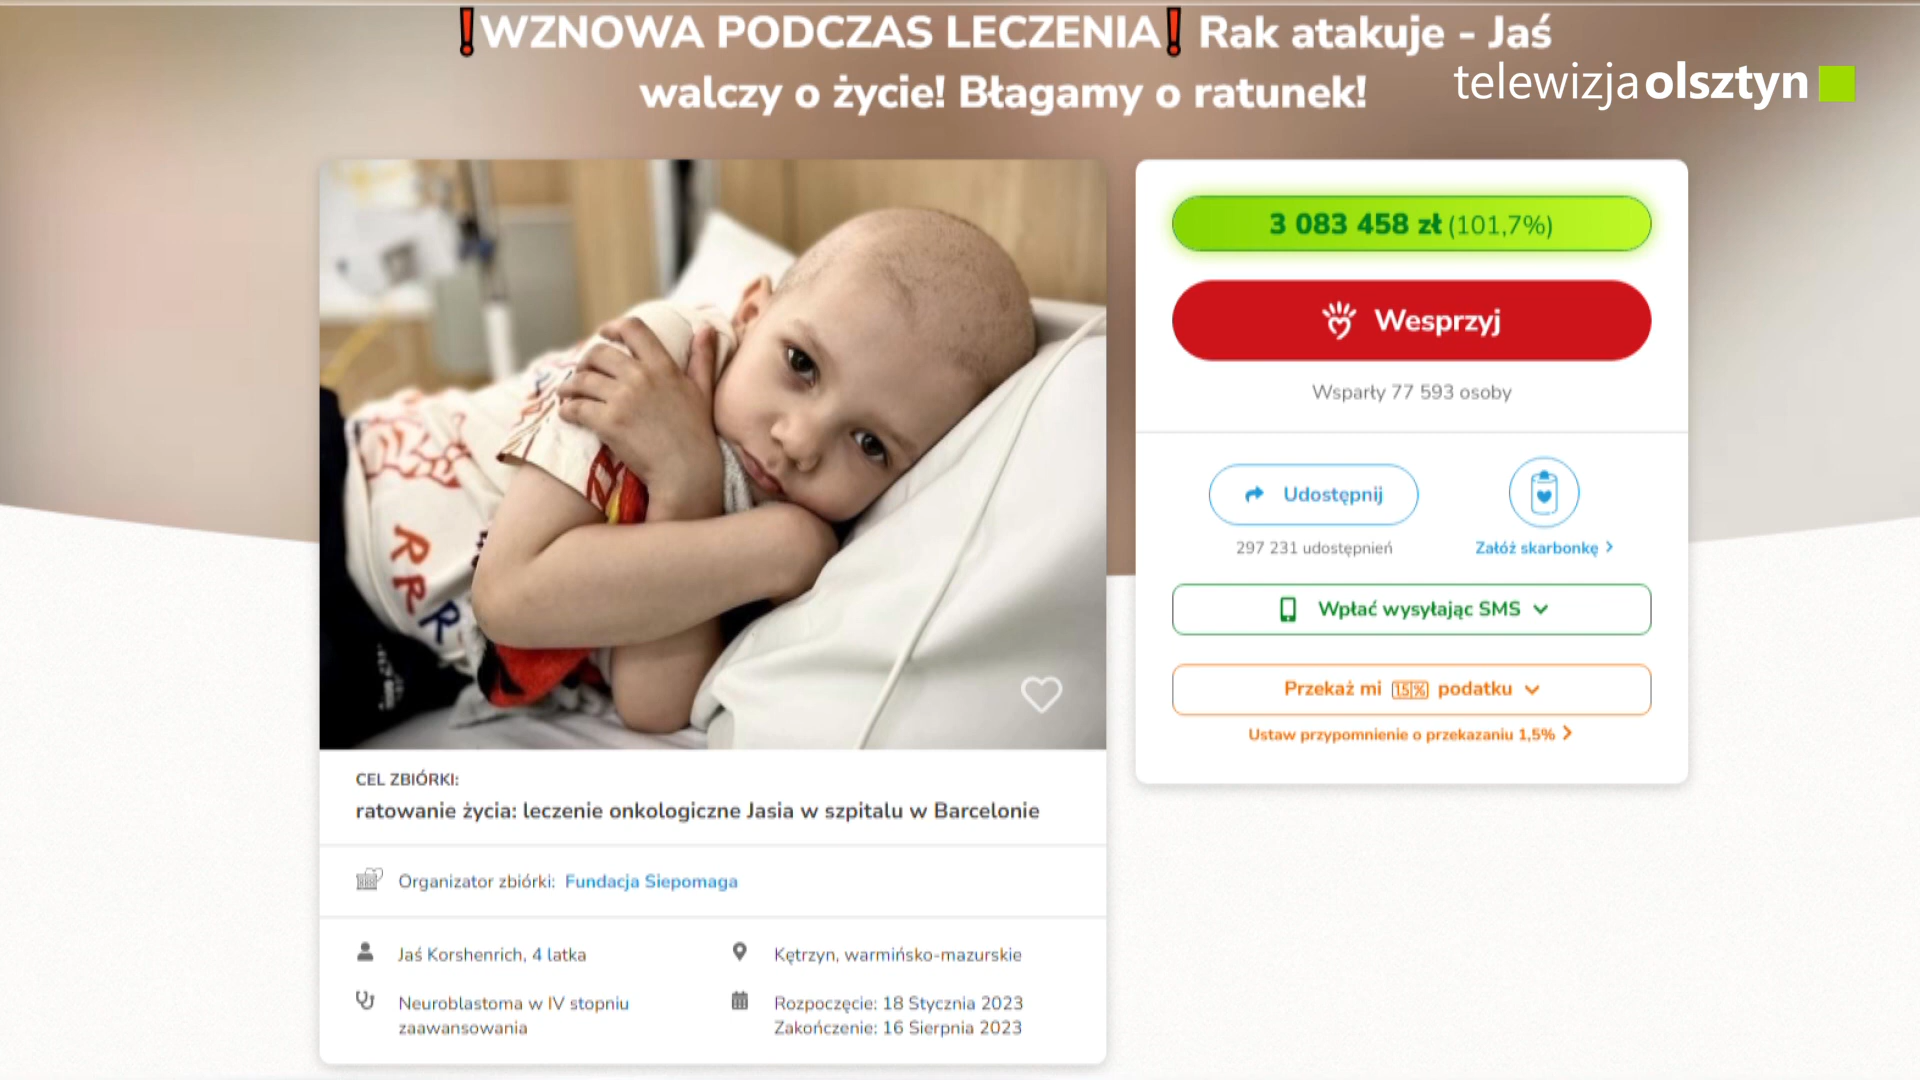 ❗WZNOWA PODCZAS LECZENIA❗ Rak atakuje - Jaś
walczy o życie! Błagamy o ratunek!
telewizjaolsztyn
3 083 458 zł (101,7%)
Wesprzyj
Wsparły 77 593 osoby
Udostępnij
297 231 udostępnień
Załóż skarbonkę >
Wpłać wysyłając SMS
Przekaż mi 1,5% podatku
Ustaw przypomnienie o przekazaniu 1,5% >
R
R R
CEL ZBIÓRKI:
ratowanie życia: leczenie onkologiczne Jasia w szpitalu w Barcelonie
Organizator zbiórki: Fundacja Siepomaga
Jaś Korshenrich, 4 latka
Kętrzyn, warmińsko-mazurskie
Neuroblastoma w IV stopniu
zaawansowania
Rozpoczęcie: 18 Stycznia 2023
Zakończenie: 16 Sierpnia 2023